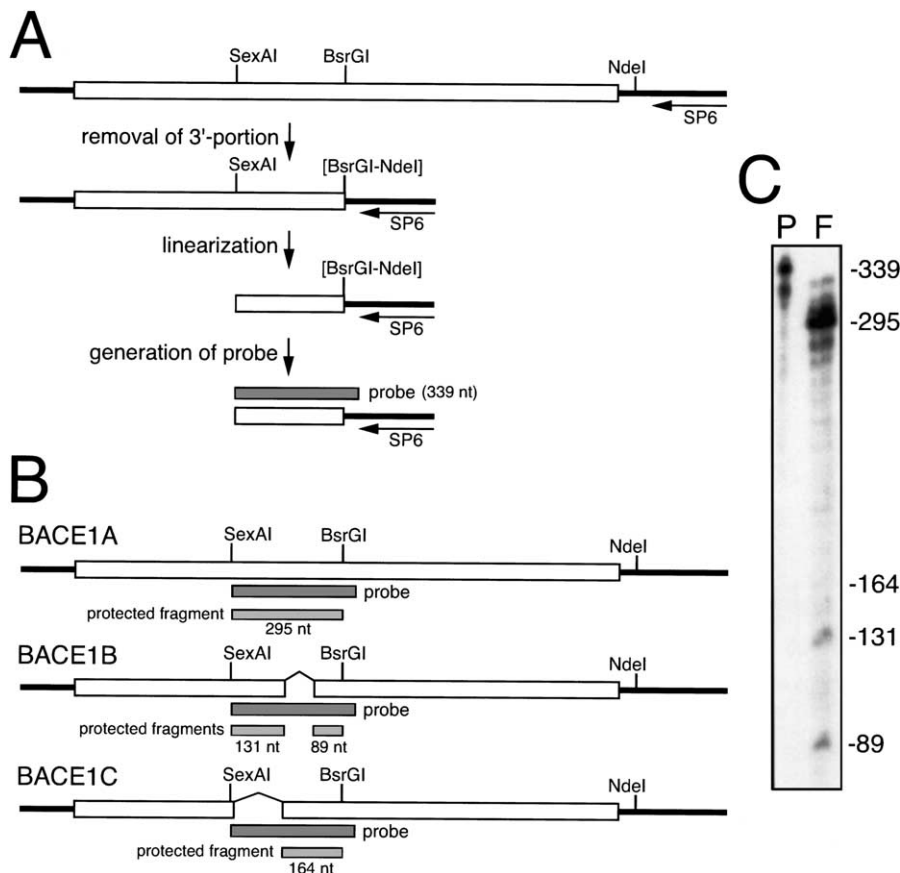 A
SexAI BsrGI NdeI
SP6
removal of 3'-portion
SexAI [BsrGI-NdeI]
SP6
linearization
[BsrGI-NdeI]
SP6
generation of probe
probe (339 nt)
SP6
B
BACE1A
SexAI BsrGI NdeI
probe
protected fragment
295 nt
BACE1B
SexAI BsrGI NdeI
probe
protected fragments
131 nt 89 nt
BACE1C
SexAI BsrGI NdeI
probe
protected fragment
164 nt
C
P F
-339
-295
-164
-131
-89